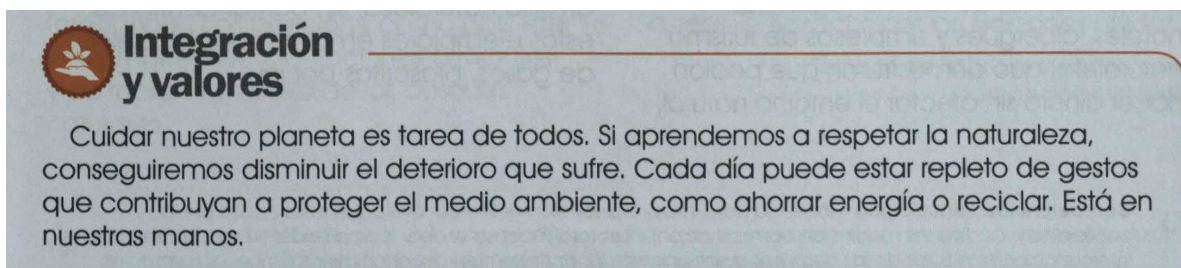 Integración
y valores
Cuidar nuestro planeta es tarea de todos. Si aprendemos a respetar la naturaleza,
conseguiremos disminuir el deterioro que sufre. Cada día puede estar repleto de gestos
que contribuyan a proteger el medio ambiente, como ahorrar energía o reciclar. Está en
nuestras manos.